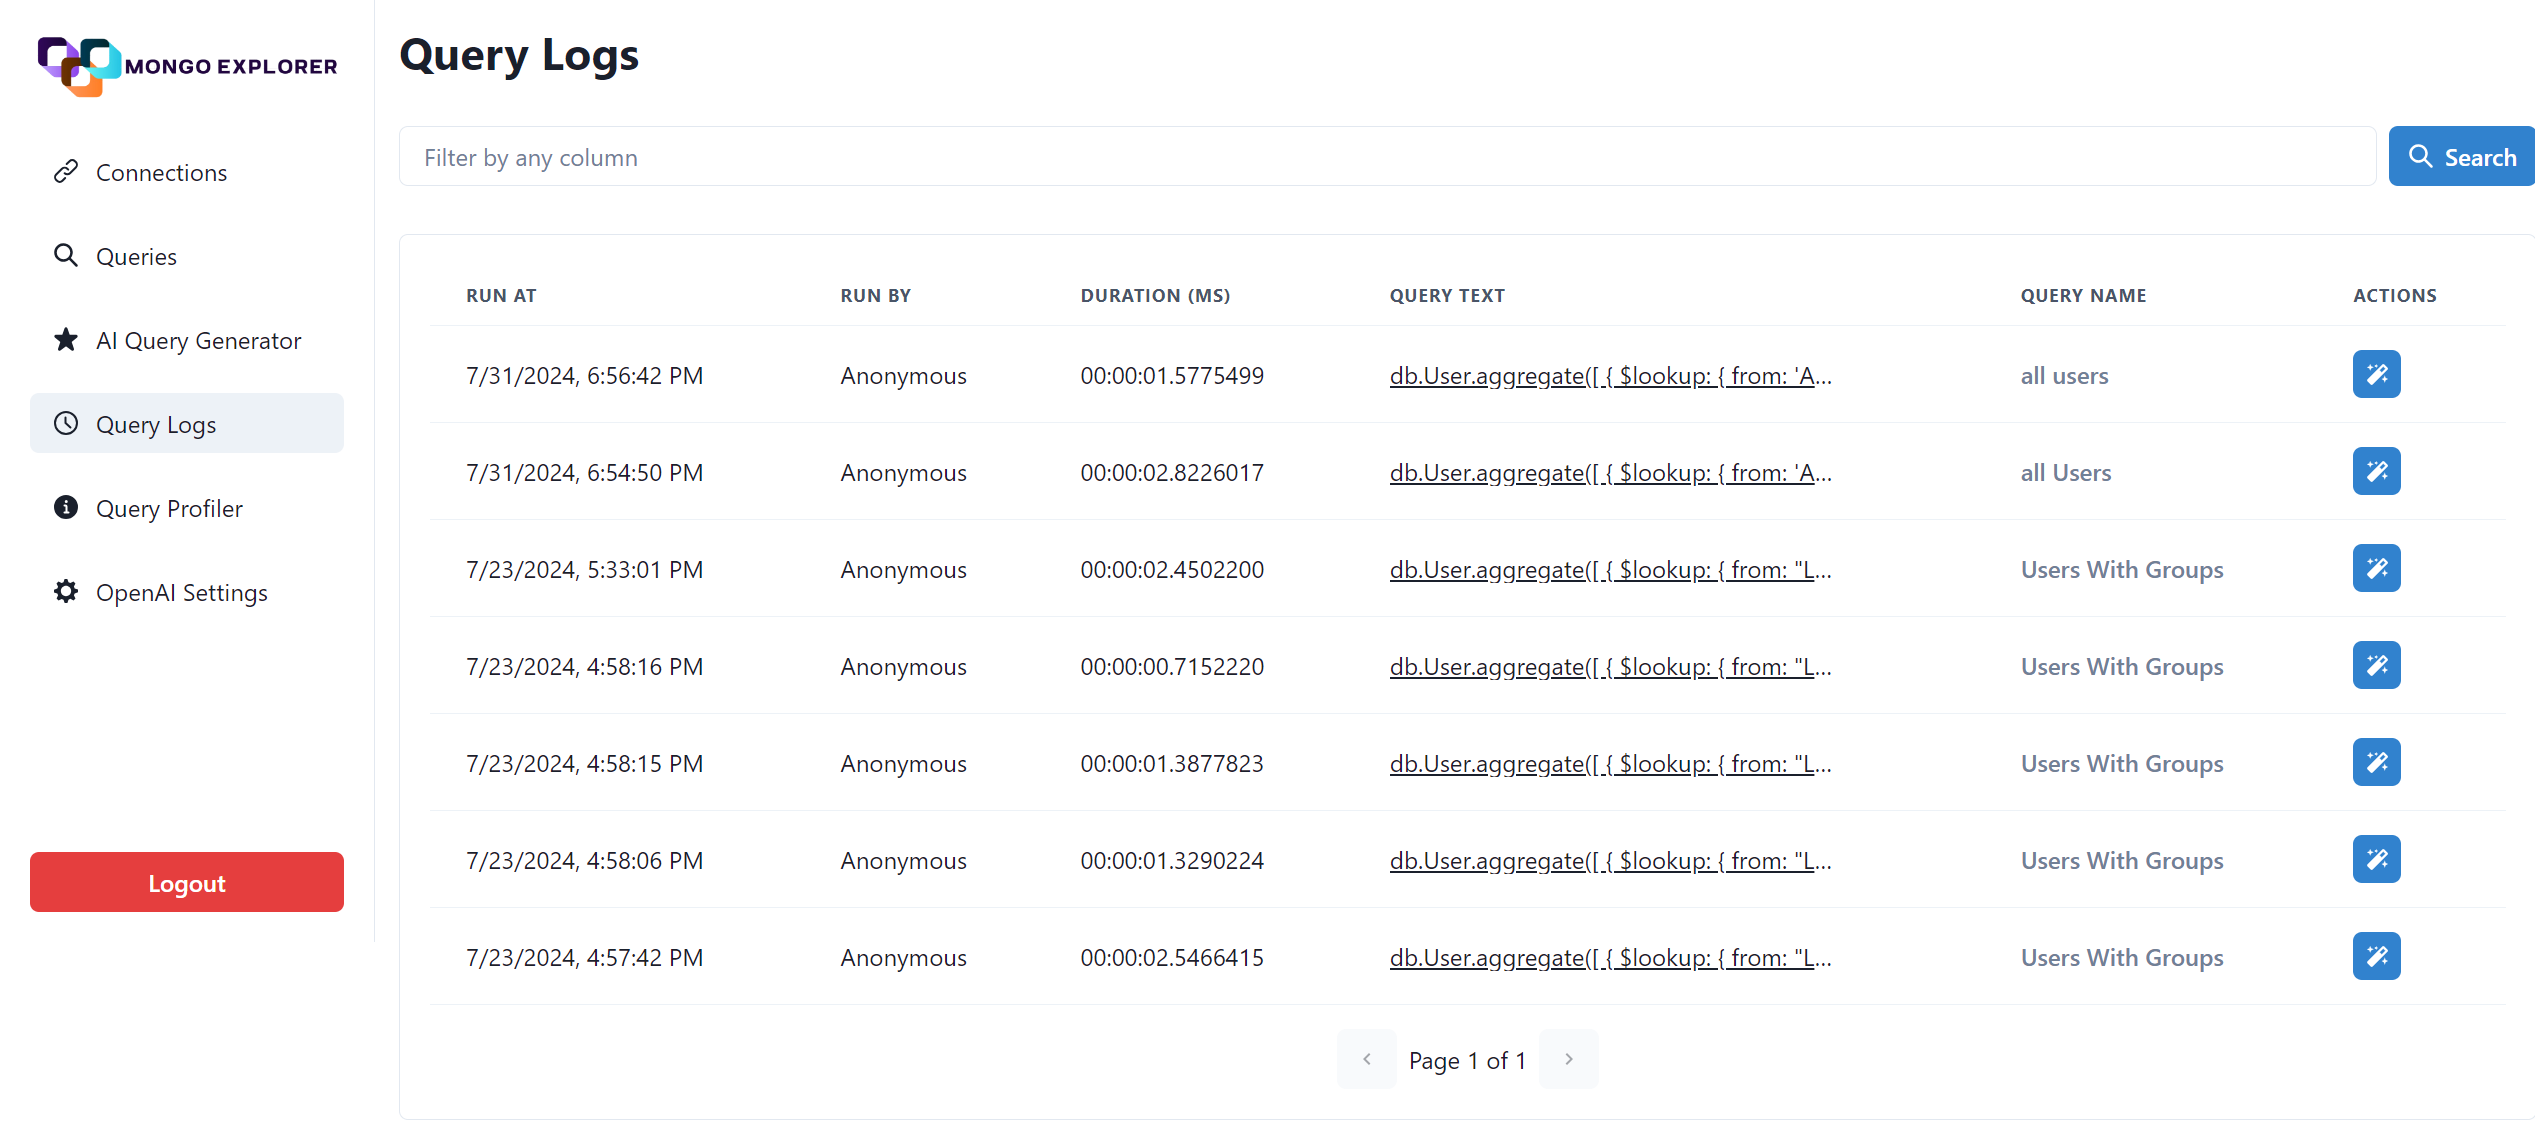 MONGO EXPLORER
Connections
Queries
AI Query Generator
Query Logs
Query Profiler
OpenAI Settings
Logout
Query Logs
Filter by any column
Search
RUN AT RUN BY DURATION (MS) QUERY TEXT QUERY NAME ACTIONS
7/31/2024, 6:56:42 PM Anonymous 00:00:01.5775499 db.User.aggregate([ { $lookup: { from: 'A... all users
7/31/2024, 6:54:50 PM Anonymous 00:00:02.8226017 db.User.aggregate([ { $lookup: { from: 'A... all Users
7/23/2024, 5:33:01 PM Anonymous 00:00:02.4502200 db.User.aggregate([ { $lookup: { from: "L... Users With Groups
7/23/2024, 4:58:16 PM Anonymous 00:00:00.7152220 db.User.aggregate([ { $lookup: { from: "L... Users With Groups
7/23/2024, 4:58:15 PM Anonymous 00:00:01.3877823 db.User.aggregate([ { $lookup: { from: "L... Users With Groups
7/23/2024, 4:58:06 PM Anonymous 00:00:01.3290224 db.User.aggregate([ { $lookup: { from: "L... Users With Groups
7/23/2024, 4:57:42 PM Anonymous 00:00:02.5466415 db.User.aggregate([ { $lookup: { from: "L... Users With Groups
Page 1 of 1